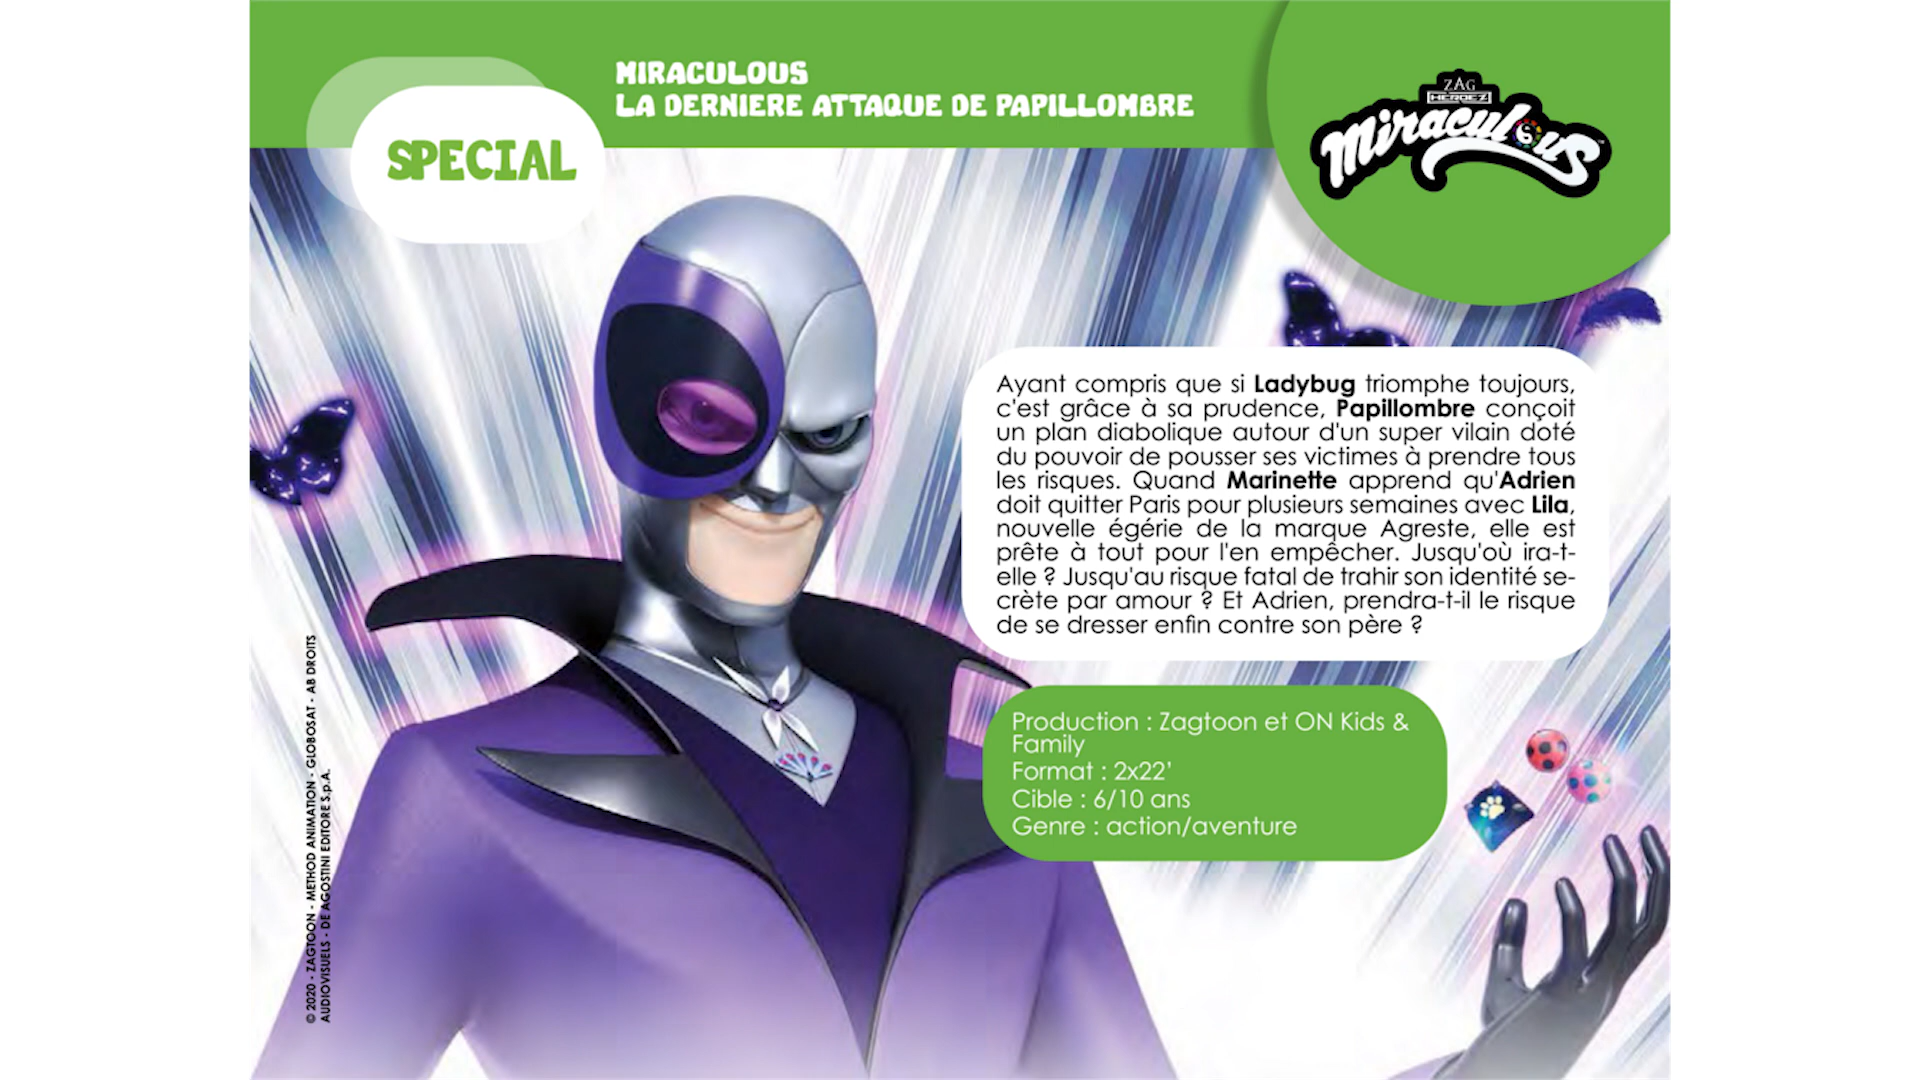 MIRACULOUS
LA DERNIERE ATTAQUE DE PAPILLOMBRE
SPECIAL
ZAG
HEROEZ
Miraculous
Ayant compris que si Ladybug triomphe toujours,
c'est grâce à sa prudence, Papillombre conçoit
un plan diabolique autour d'un super vilain doté
du pouvoir de pousser ses victimes à prendre tous
les risques. Quand Marinette apprend qu'Adrien
doit quitter Paris pour plusieurs semaines avec Lila,
nouvelle égérie de la marque Agreste, elle est
prête à tout pour l'en empêcher. Jusqu'où ira-t-
elle ? Jusqu'au risque fatal de trahir son identité se-
crète par amour ? Et Adrien, prendra-t-il le risque
de se dresser enfin contre son père ?
Production : Zagtoon et ON Kids &
Family
Format : 2x22’
Cible : 6/10 ans
Genre : action/aventure
© 2020 - ZAGTOON - METHOD ANIMATION - GLOBOSAT - AB DROITS
AUDIOVISUELS - DE AGOSTINI EDITORE S.p.A.